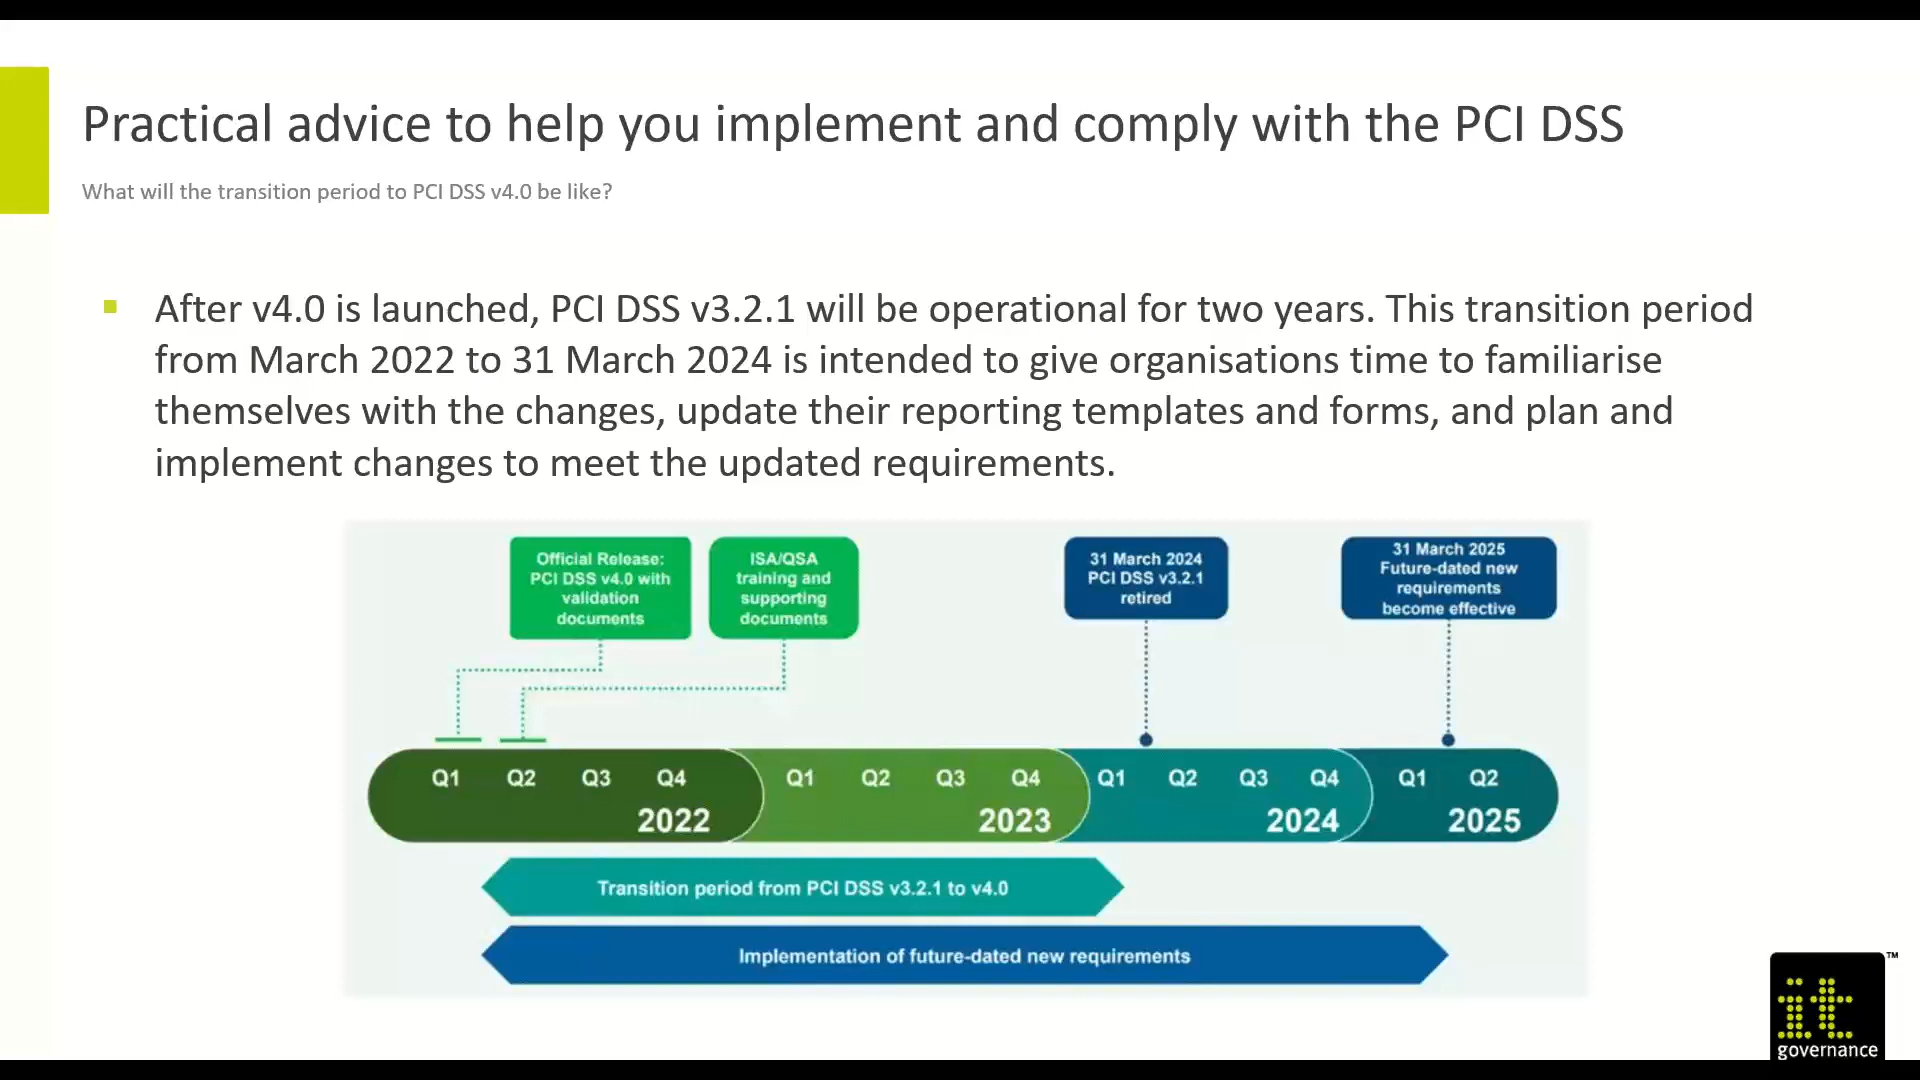 Practical advice to help you implement and comply with the PCI DSS
What will the transition period to PCI DSS v4.0 be like?
After v4.0 is launched, PCI DSS v3.2.1 will be operational for two years. This transition period
from March 2022 to 31 March 2024 is intended to give organisations time to familiarise
themselves with the changes, update their reporting templates and forms, and plan and
implement changes to meet the updated requirements.
Official Release:
PCI DSS v4.0 with
validation
documents
ISA/QSA
training and
supporting
documents
31 March 2024
PCI DSS v3.2.1
retired
31 March 2025
Future-dated new
requirements
become effective
Q1 Q2 Q3 Q4
2022
Q1 Q2 Q3 Q4
2023
Q1 Q2 Q3 Q4
2024
Q1 Q2
2025
Transition period from PCI DSS v3.2.1 to v4.0
Implementation of future-dated new requirements
it
governance
TM